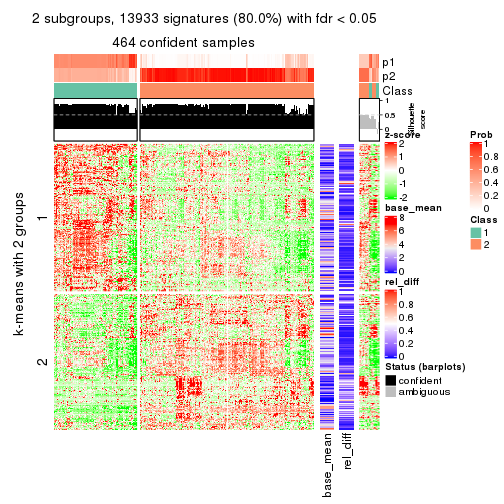 2 subgroups, 13933 signatures (80.0%) with fdr < 0.05
464 confident samples
p1
p2
Class
1
0.5
0
Silhouette
score
k-means with 2 groups
1
2
base_mean
rel_diff
z-score
2
1
0
-1
-2
base_mean
8
6
4
2
0
rel_diff
1
0.8
0.6
0.4
0.2
0
Status (barplots)
confident
ambiguous
Prob
1
0.8
0.6
0.4
0.2
0
Class
1
2